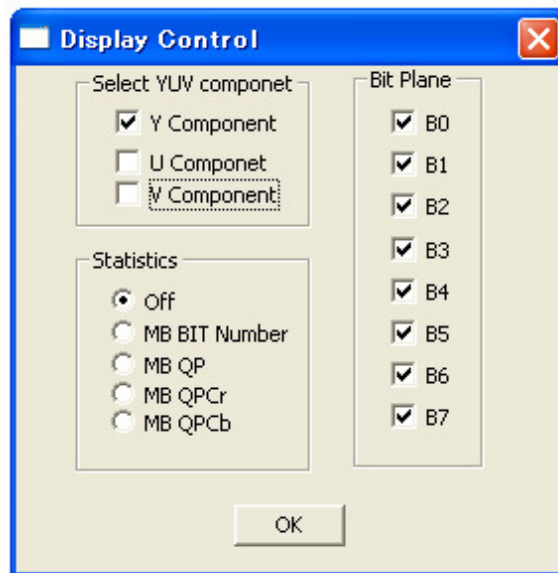 Display Control
Select YUV componet
Y Component
U Componet
V Component
Statistics
Off
MB BIT Number
MB QP
MB QPCr
MB QPCb
Bit Plane
B0
B1
B2
B3
B4
B5
B6
B7
OK